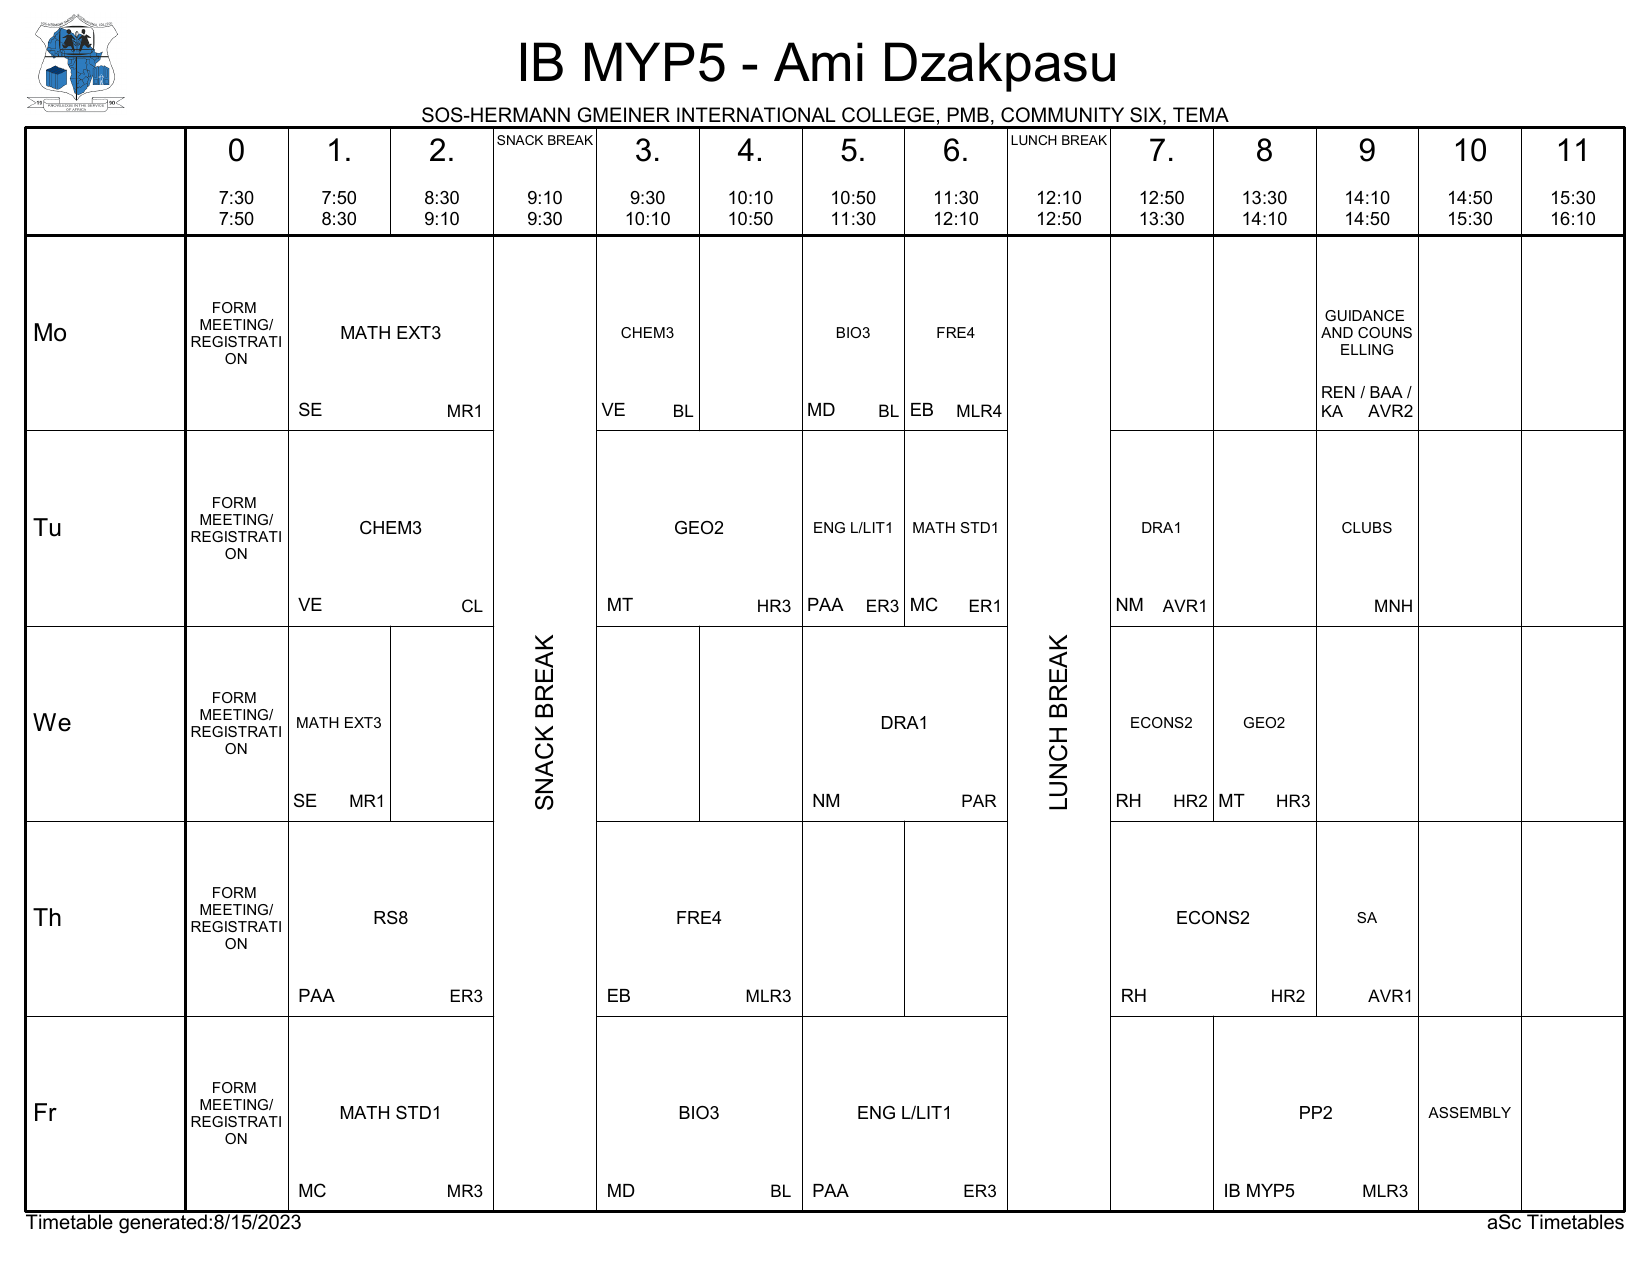 IB MYP5 - Ami Dzakpasu
SOS-HERMANN GMEINER INTERNATIONAL COLLEGE, PMB, COMMUNITY SIX, TEMA
0 1. 2. SNACK BREAK 3. 4. 5. 6. LUNCH BREAK 7. 8 9 10 11
7:30 7:50 8:30 9:10 9:30 10:10 10:50 11:30 12:10 12:50 13:30 14:10 14:50 15:30
7:50 8:30 9:10 9:30 10:10 10:50 11:30 12:10 12:50 13:30 14:10 14:50 15:30 16:10
Mo
FORM
MEETING/
REGISTRATI
ON
MATH EXT3
SE MR1
CHEM3
VE BL
BIO3
MD BL
FRE4
EB MLR4
GUIDANCE
AND COUNS
ELLING
REN / BAA /
KA AVR2
Tu
FORM
MEETING/
REGISTRATI
ON
CHEM3
VE CL
GEO2
MT HR3
ENG L/LIT1
PAA ER3
MATH STD1
MC ER1
DRA1
NM AVR1
CLUBS
MNH
SNACK BREAK
LUNCH BREAK
We
FORM
MEETING/
REGISTRATI
ON
MATH EXT3
SE MR1
DRA1
NM PAR
ECONS2
RH HR2
GEO2
MT HR3
Th
FORM
MEETING/
REGISTRATI
ON
RS8
PAA ER3
FRE4
EB MLR3
ECONS2
RH HR2
SA
AVR1
Fr
FORM
MEETING/
REGISTRATI
ON
MATH STD1
MC MR3
BIO3
MD BL
ENG L/LIT1
PAA ER3
PP2
IB MYP5 MLR3
ASSEMBLY
Timetable generated:8/15/2023
aSc Timetables